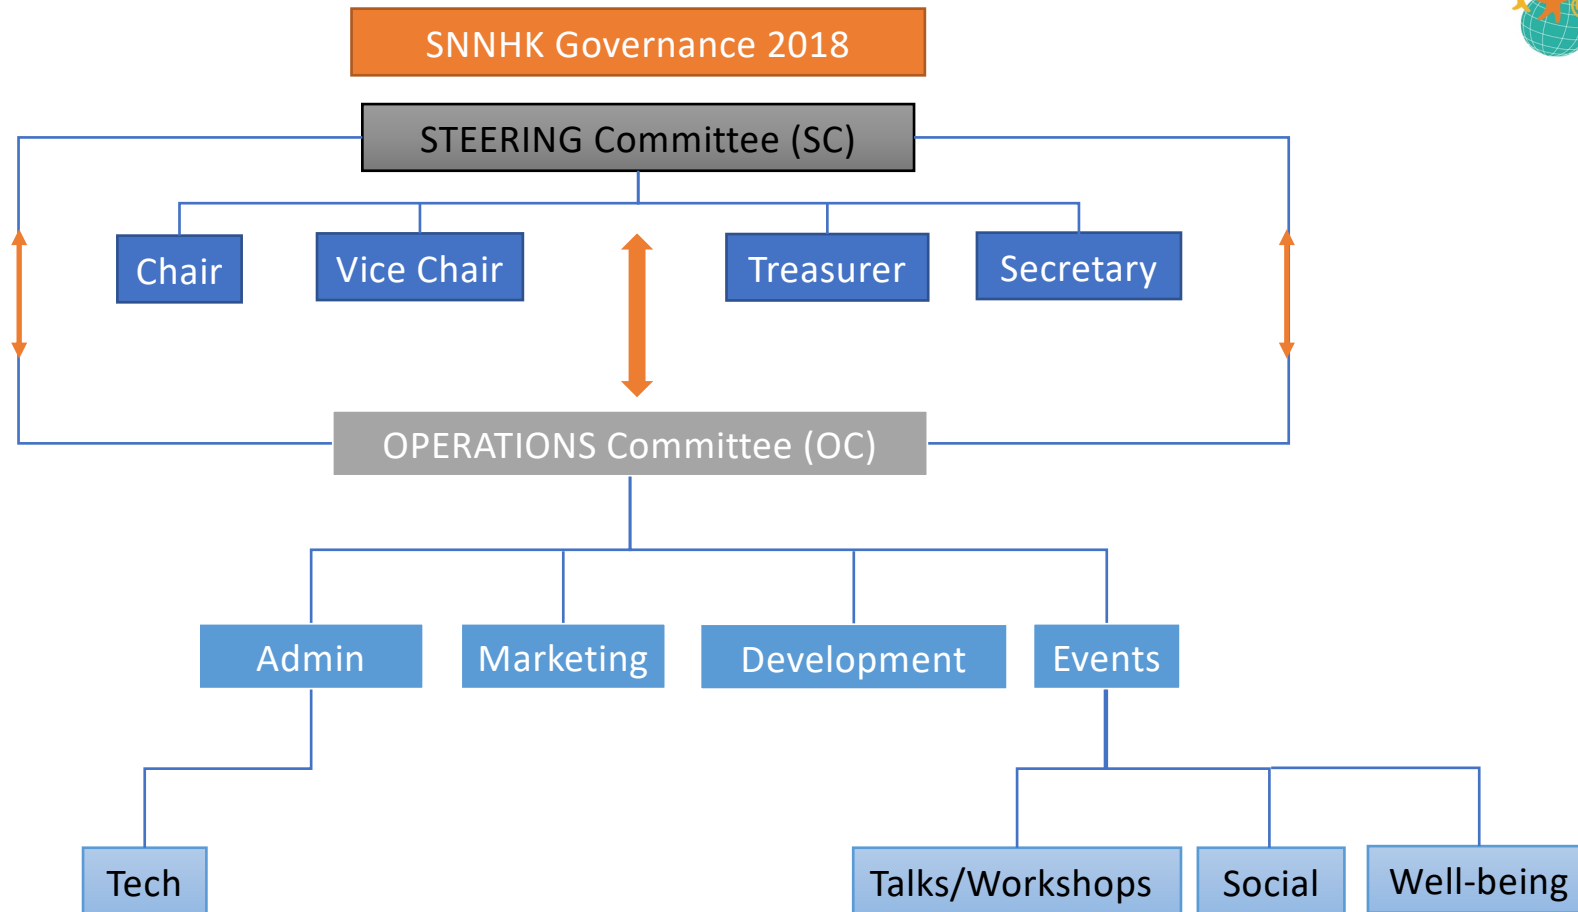 SNNHK Governance 2018
STEERING Committee (SC)
Chair
Vice Chair
Treasurer
Secretary
OPERATIONS Committee (OC)
Admin
Marketing
Development
Events
Tech
Talks/Workshops
Social
Well-being